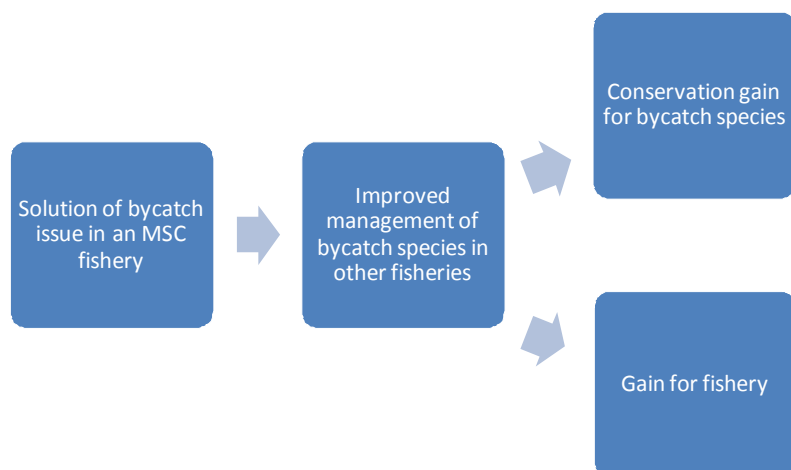 Solution of bycatch
issue in an MSC
fishery
Improved
management of
bycatch species in
other fisheries
Conservation gain
for bycatch species
Gain for fishery